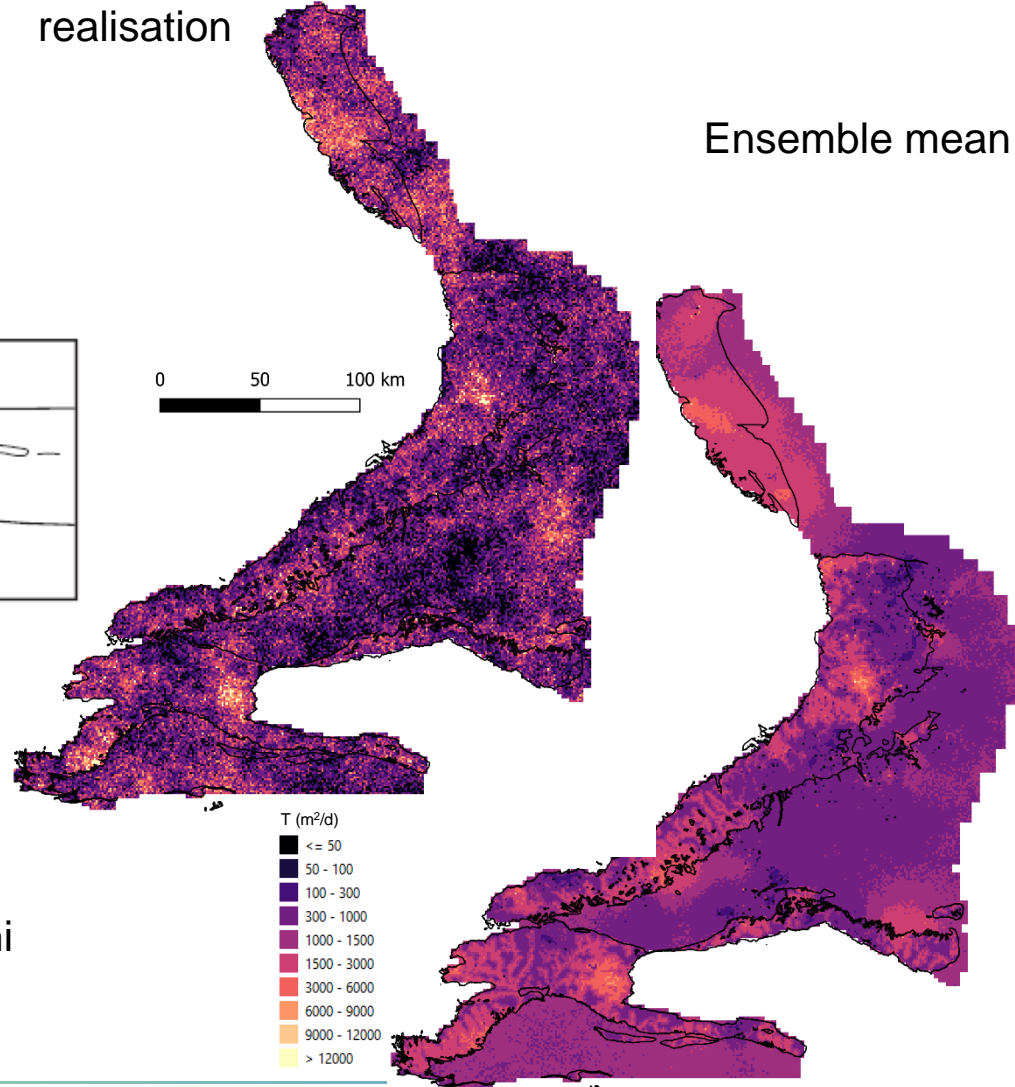 realisation
Ensemble mean
0 50 100 km
T (m²/d)
<= 50
50 - 100
100 - 300
300 - 1000
1000 - 1500
1500 - 3000
3000 - 6000
6000 - 9000
9000 - 12000
> 12000
ni